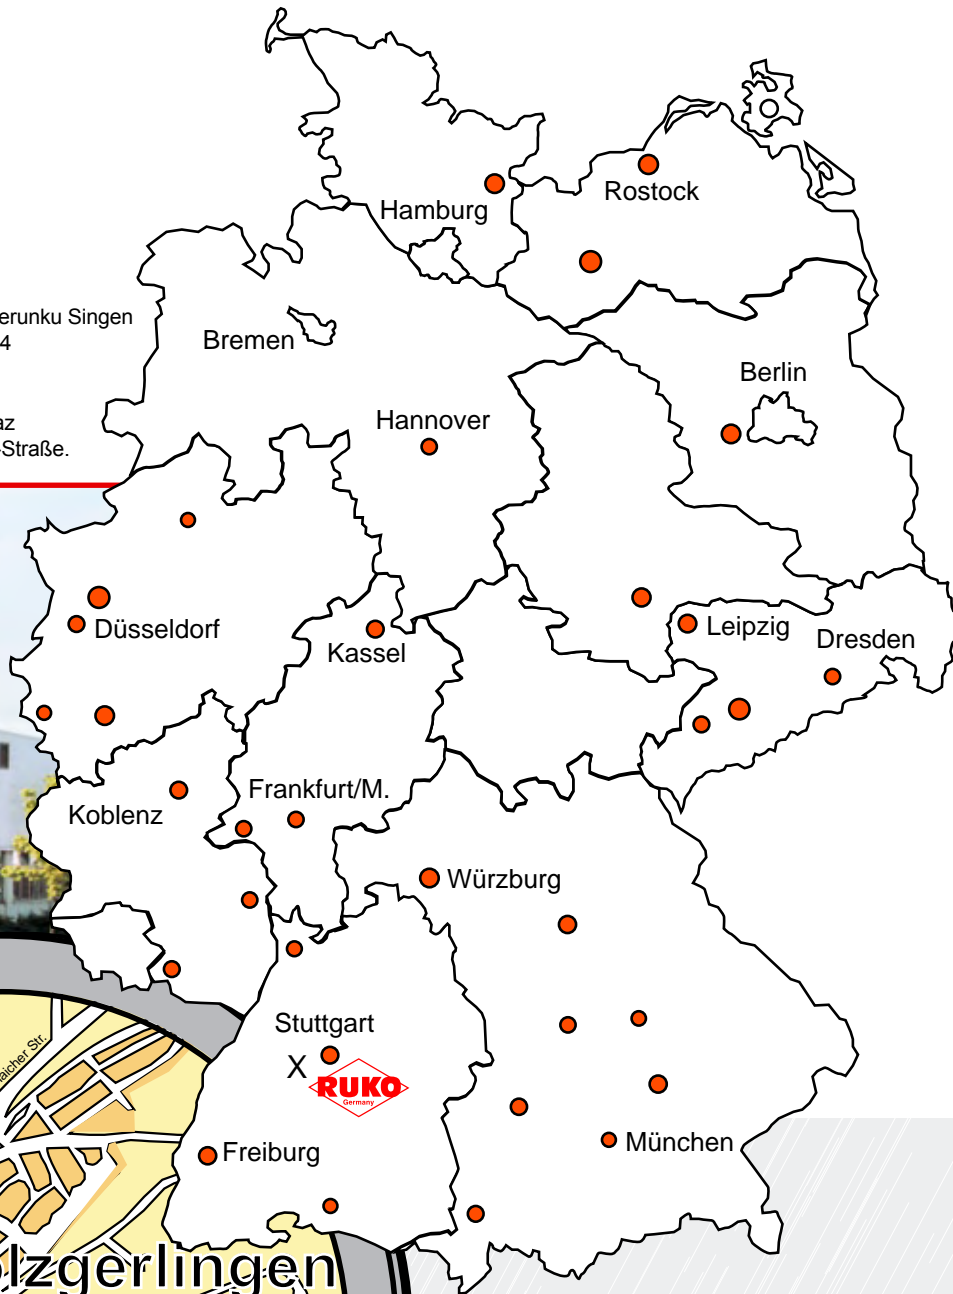 Rostock
Hamburg
erunku Singen
4
Bremen
Berlin
Hannover
-Straße.
Düsseldorf
Leipzig
Dresden
Kassel
Frankfurt/M.
Koblenz
Würzburg
Stuttgart
X
RUKO
Germany
aicher Str.
München
Freiburg
lzgerlingen